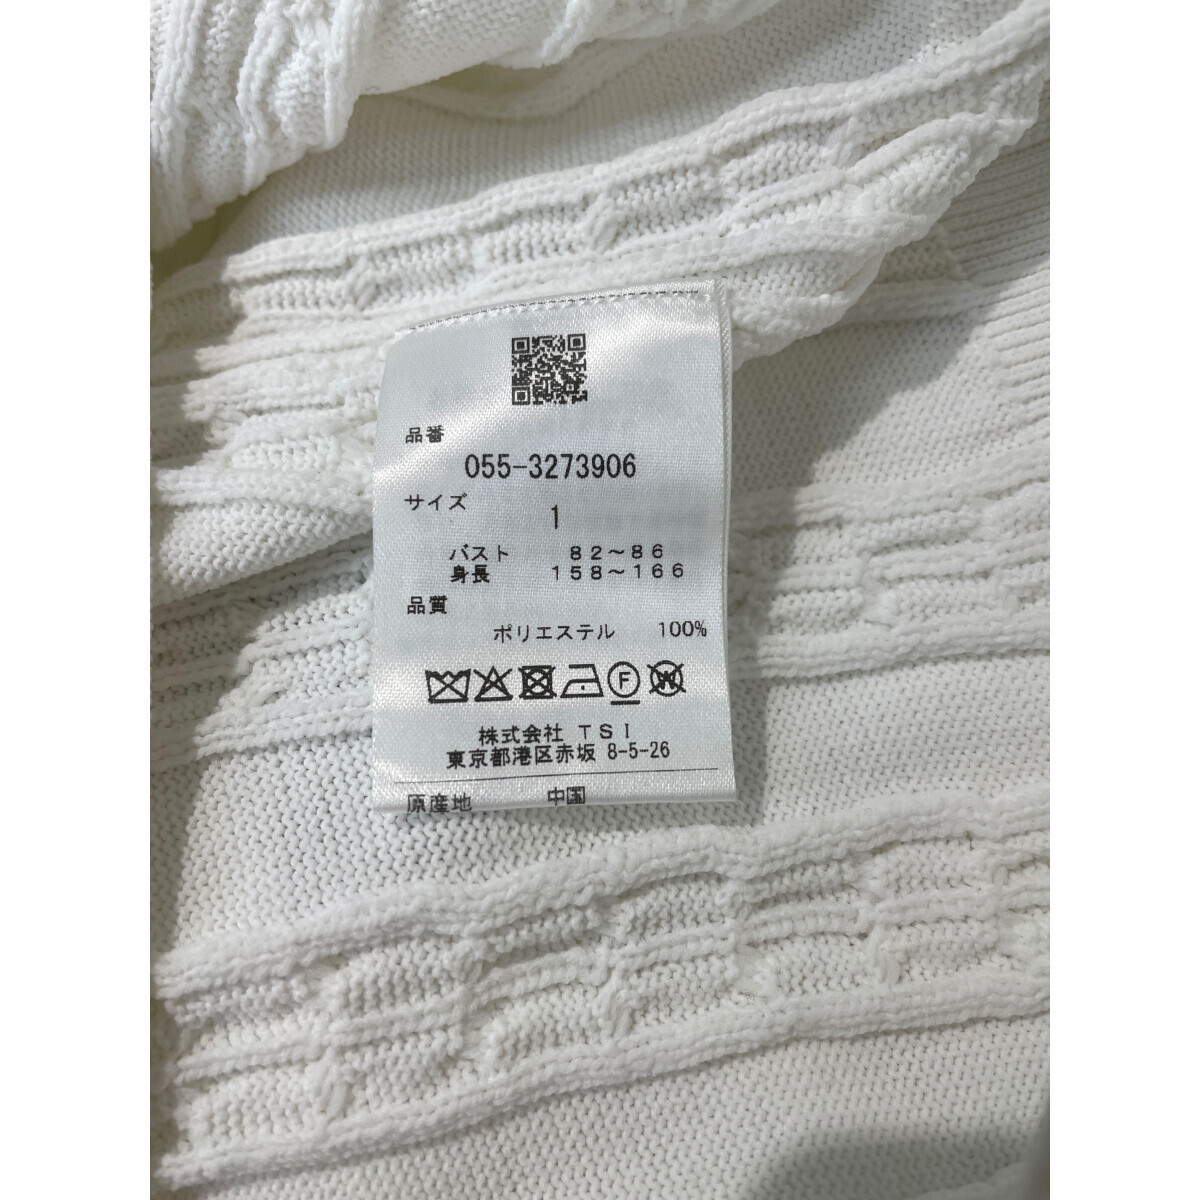 品番
055-3273906
サイズ
1
バスト 82～86
身長 158～166
品質
ポリエステル 100%
F W
株式会社 TSI
東京都港区赤坂 8-5-26
原産地 中国